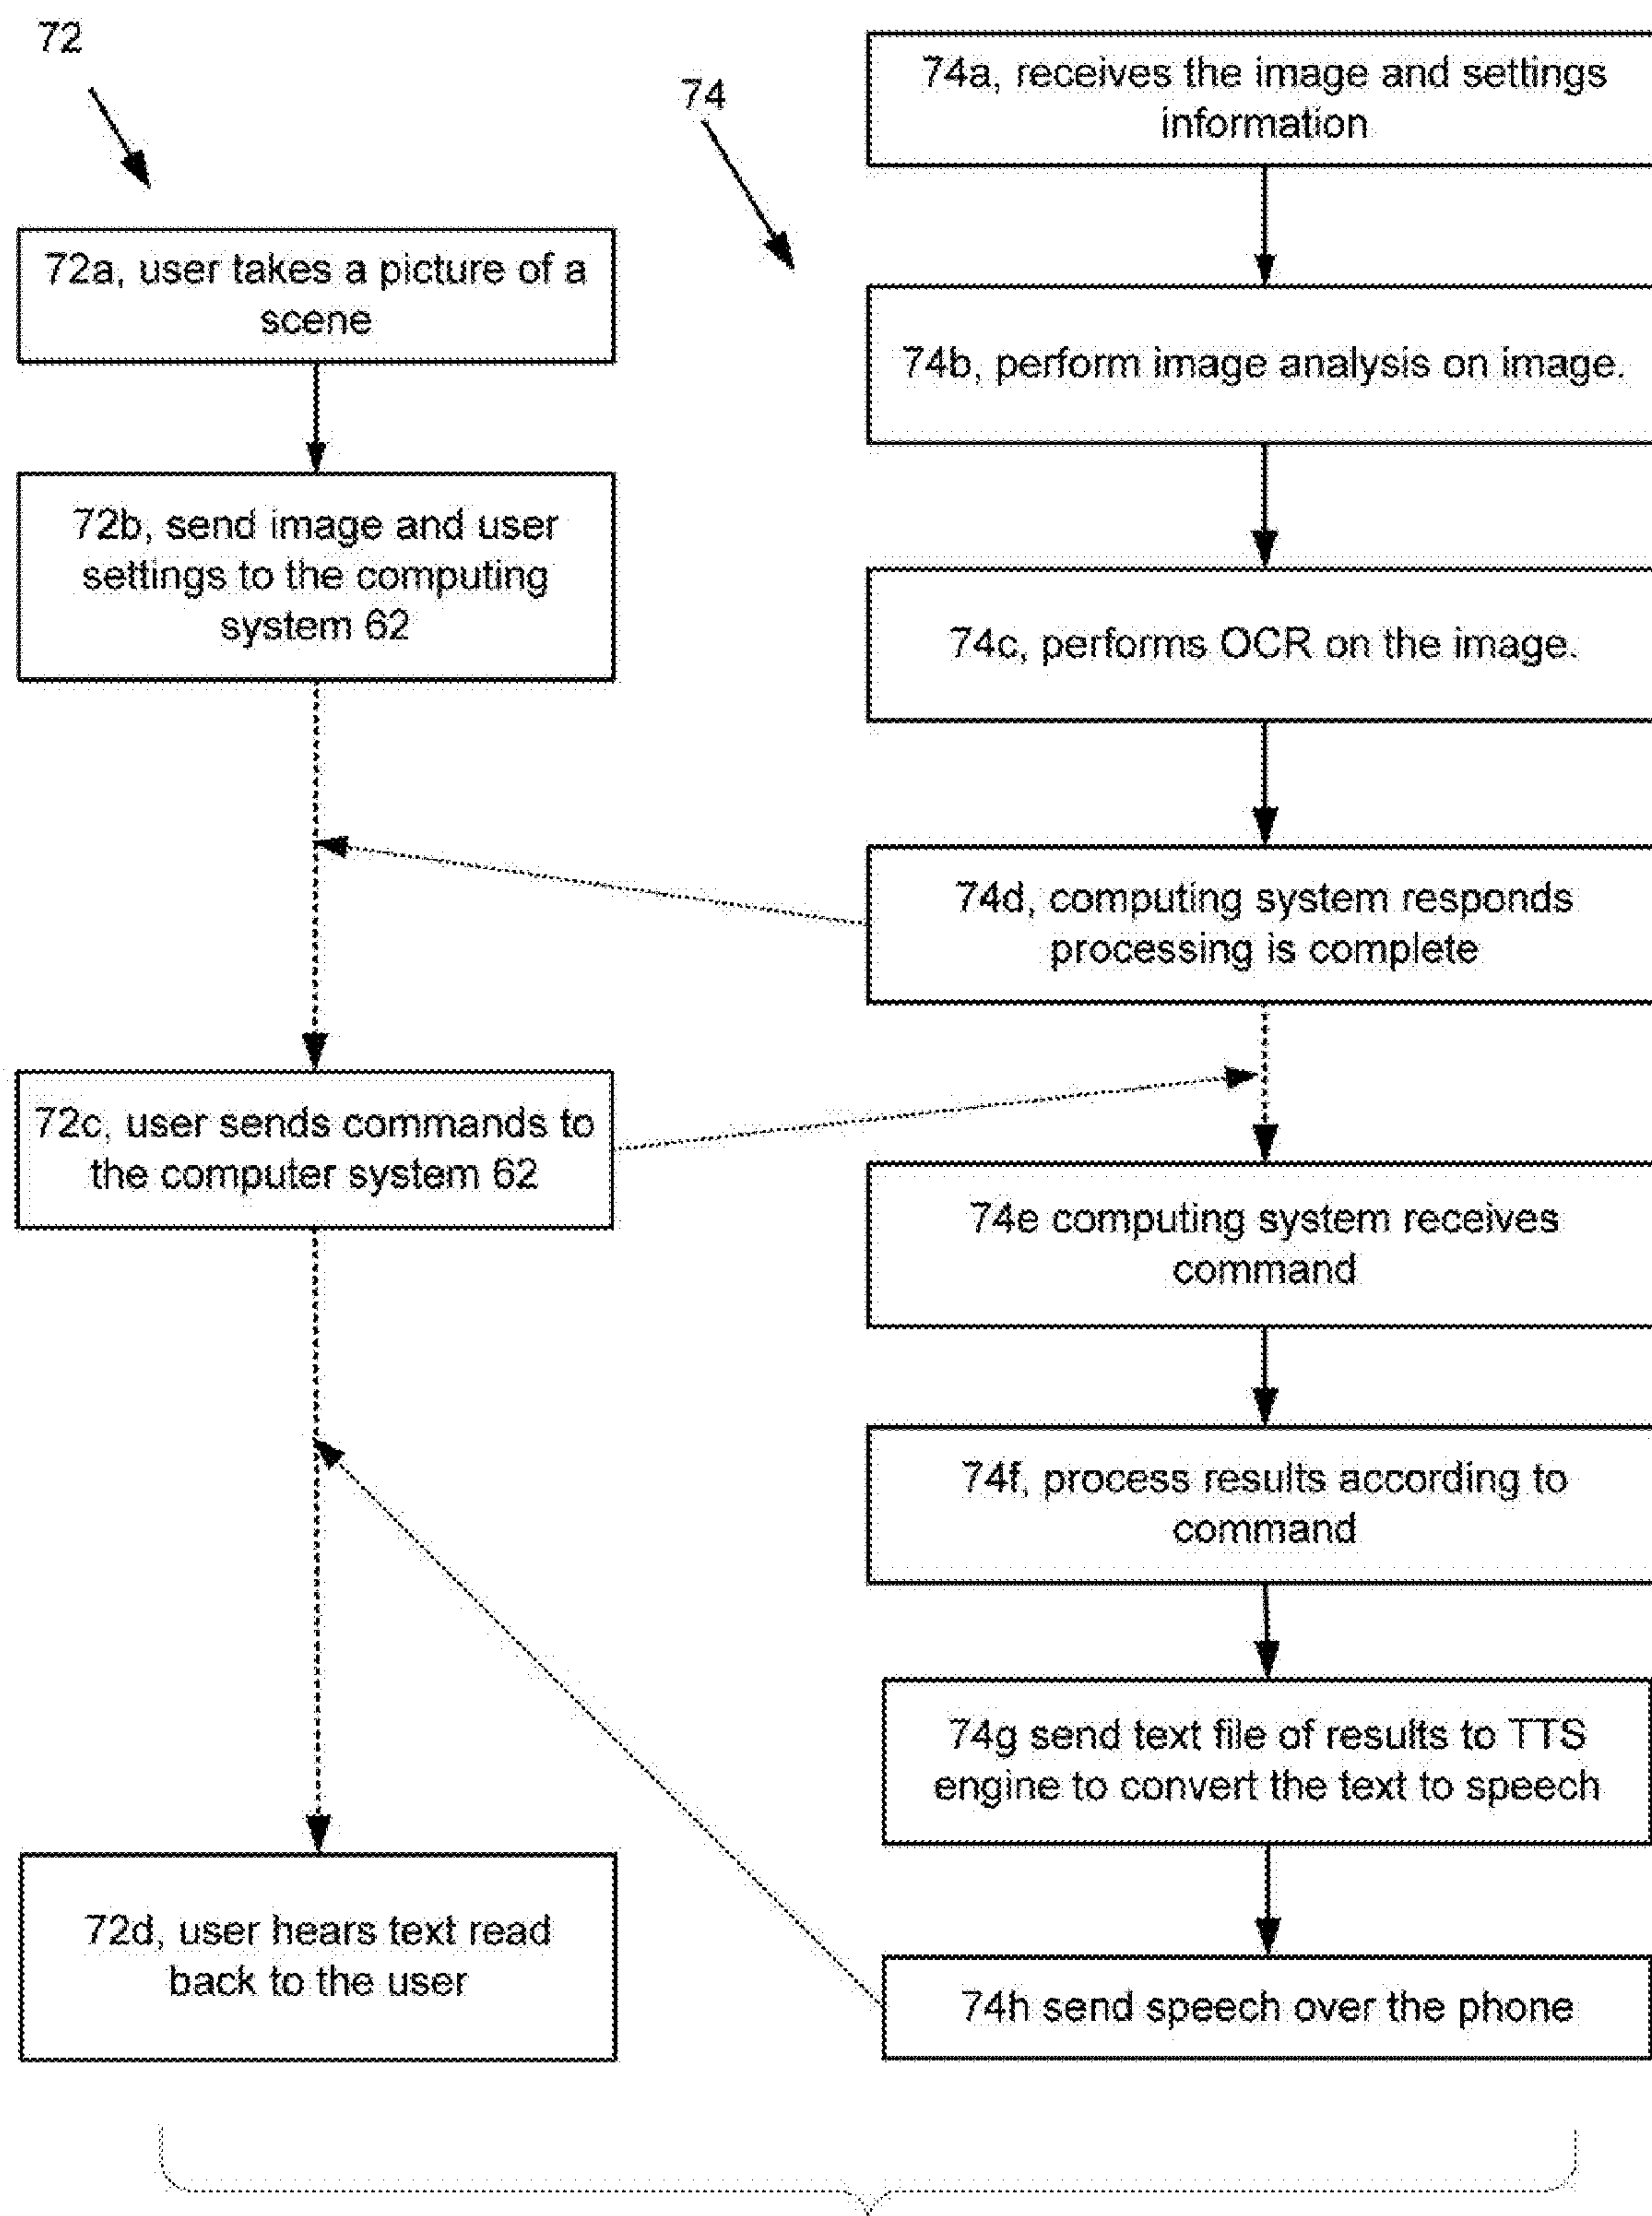 72
72a, user takes a picture of a
scene
72b, send image and user
settings to the computing
system 62
72c, user sends commands to
the computer system 62
72d, user hears text read
back to the user
74
74a, receives the image and settings
information
74b, perform image analysis on image.
74c, performs OCR on the image.
74d, computing system responds
processing is complete
74e computing system receives
command
74f, process results according to
command
74g send text file of results to TTS
engine to convert the text to speech
74h send speech over the phone